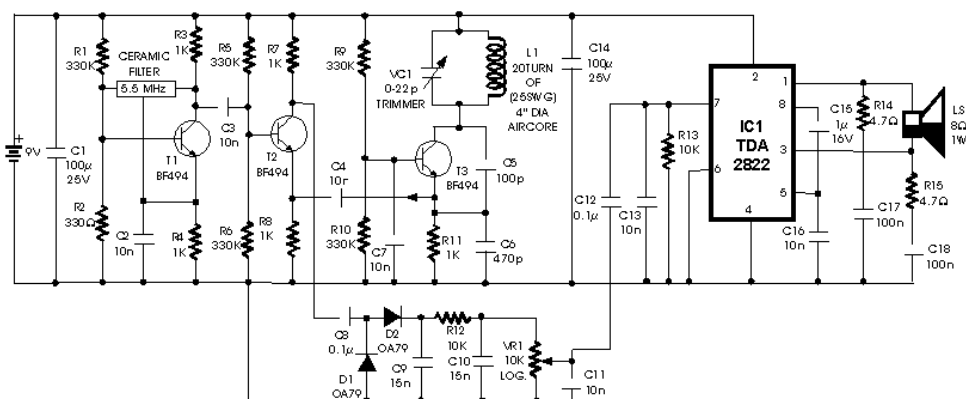 R1
330K
CERAMIC
FILTER
5.5 MHz
R3
1K
R5
330K
R7
1K
R9
330K
VC1
0-22p
TRIMMER
L1
20TURN
OF
(25SWG)
4" DIA
AIRCORE
C14
100µ
25V
9V
C1
100µ
25V
T1
BF494
C3
10n
T2
BF494
C4
10r
T3
BF494
C5
100p
R2
330Ω
C2
10n
R4
1K
R6
330K
R8
1K
R10
330K
C7
10n
R11
1K
C6
470p
C12
0.1µ
C13
10n
R13
10K
2
1
7
8
IC1
TDA
2822
3
6
5
4
C15
1µ
16V
R14
4.7Ω
LS
8Ω
1W
R15
4.7Ω
C16
10n
C17
100n
C18
100n
C8
0.1µ
D2
OA79
D1
OA79
C9
15n
R12
10K
C10
15n
VR1
10K
LOG.
C11
10n